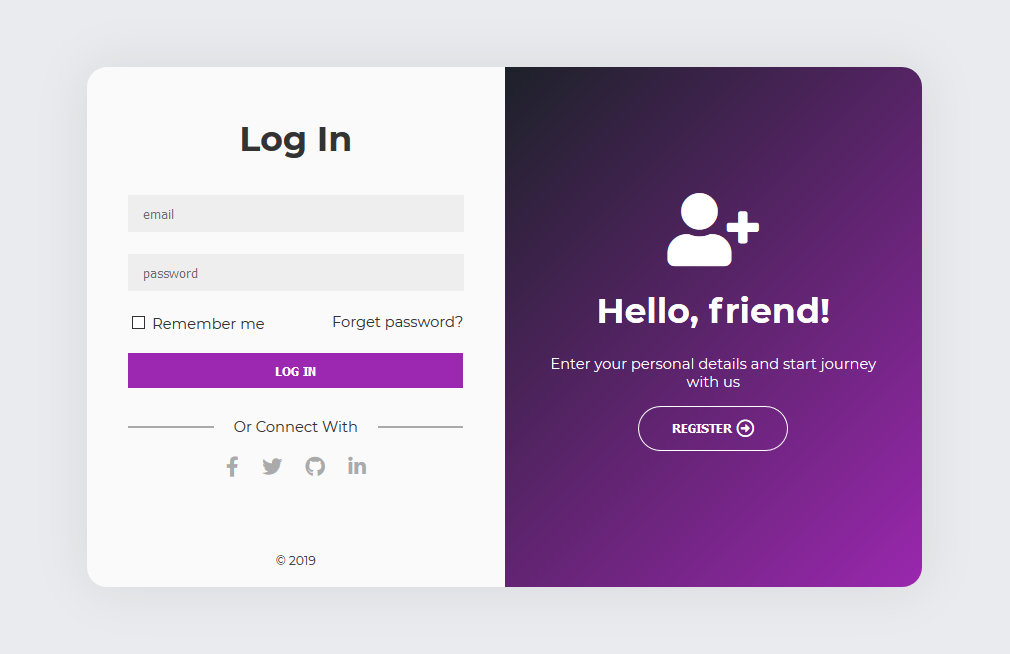 Log In
email
password
Remember me
Forget password?
LOG IN
Or Connect With
© 2019
Hello, friend!
Enter your personal details and start journey
with us
REGISTER